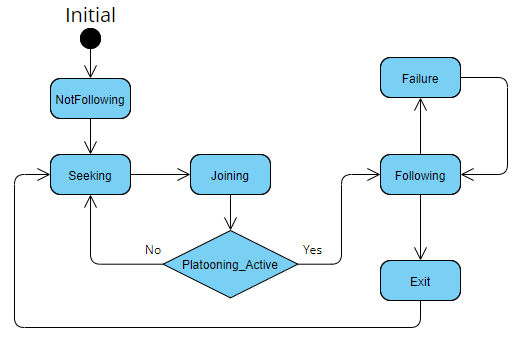 Initial
NotFollowing
Failure
Seeking
Joining
Following
No
Yes
Platooning_Active
Exit